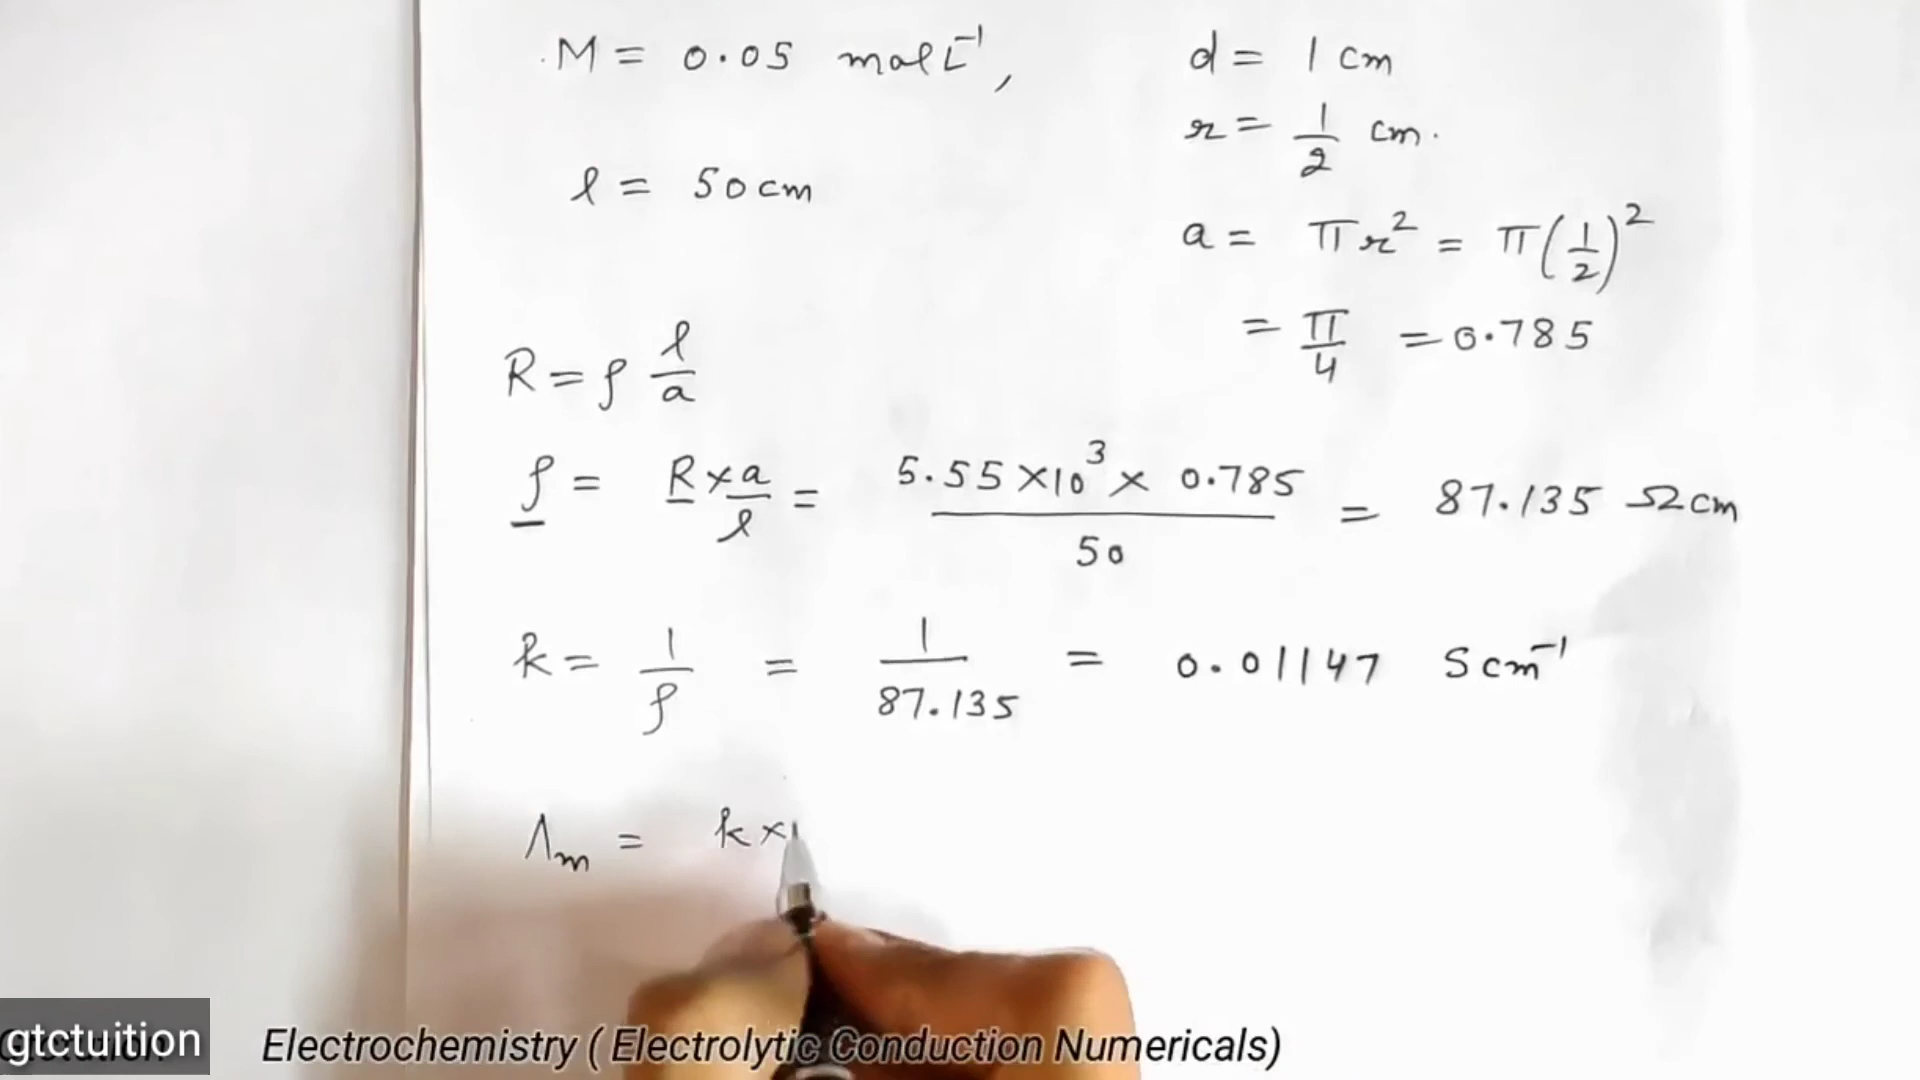 M = 0.05 mol L⁻¹,
l = 50 cm
d = 1 cm
r = 1/2 cm.
a = πr² = π(1/2)²
= π/4 = 0.785
R = ρ l/a
ρ = R×a/l = 5.55 ×10³ × 0.785/50 = 87.135 Ω cm
k = 1/ρ = 1/87.135 = 0.01147 S cm⁻¹
Λm = k ×
gtctuition
Electrochemistry ( Electrolytic Conduction Numericals)